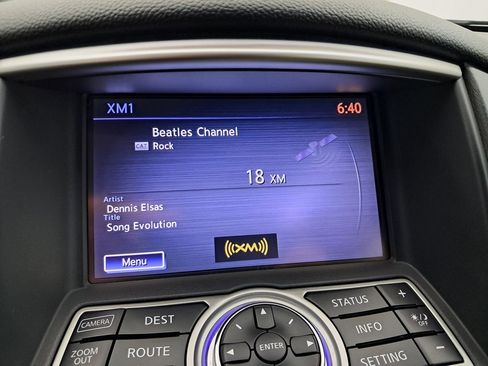 XM1 6:40
Beatles Channel
CAT Rock
18 XM
Artist
Dennis Elsas
Title
Song Evolution
((XM))
Menu
CAMERA DEST STATUS +
ZOOM OUT ROUTE ENTER INFO OFF
SETTING -